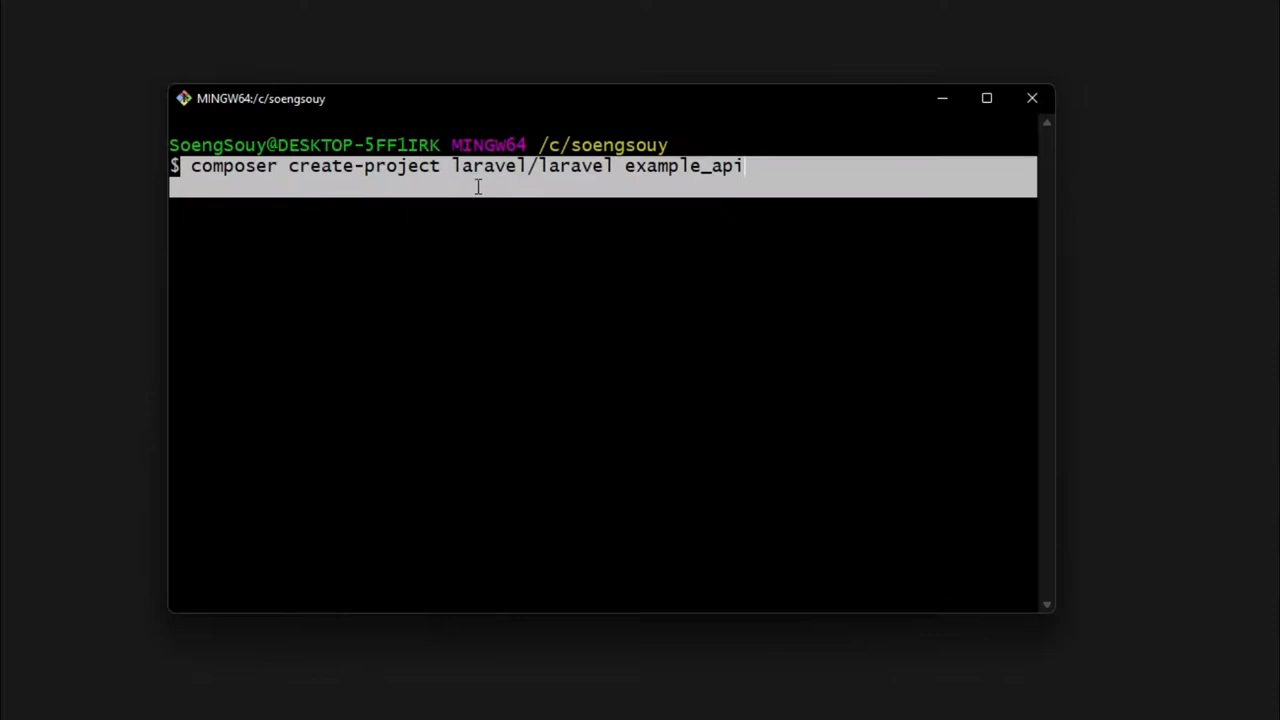 MINGW64:/c/soengsouy
SoengSouy@DESKTOP-5FF1IRK MINGW64 /c/soengsouy
$ composer create-project laravel/laravel example_api